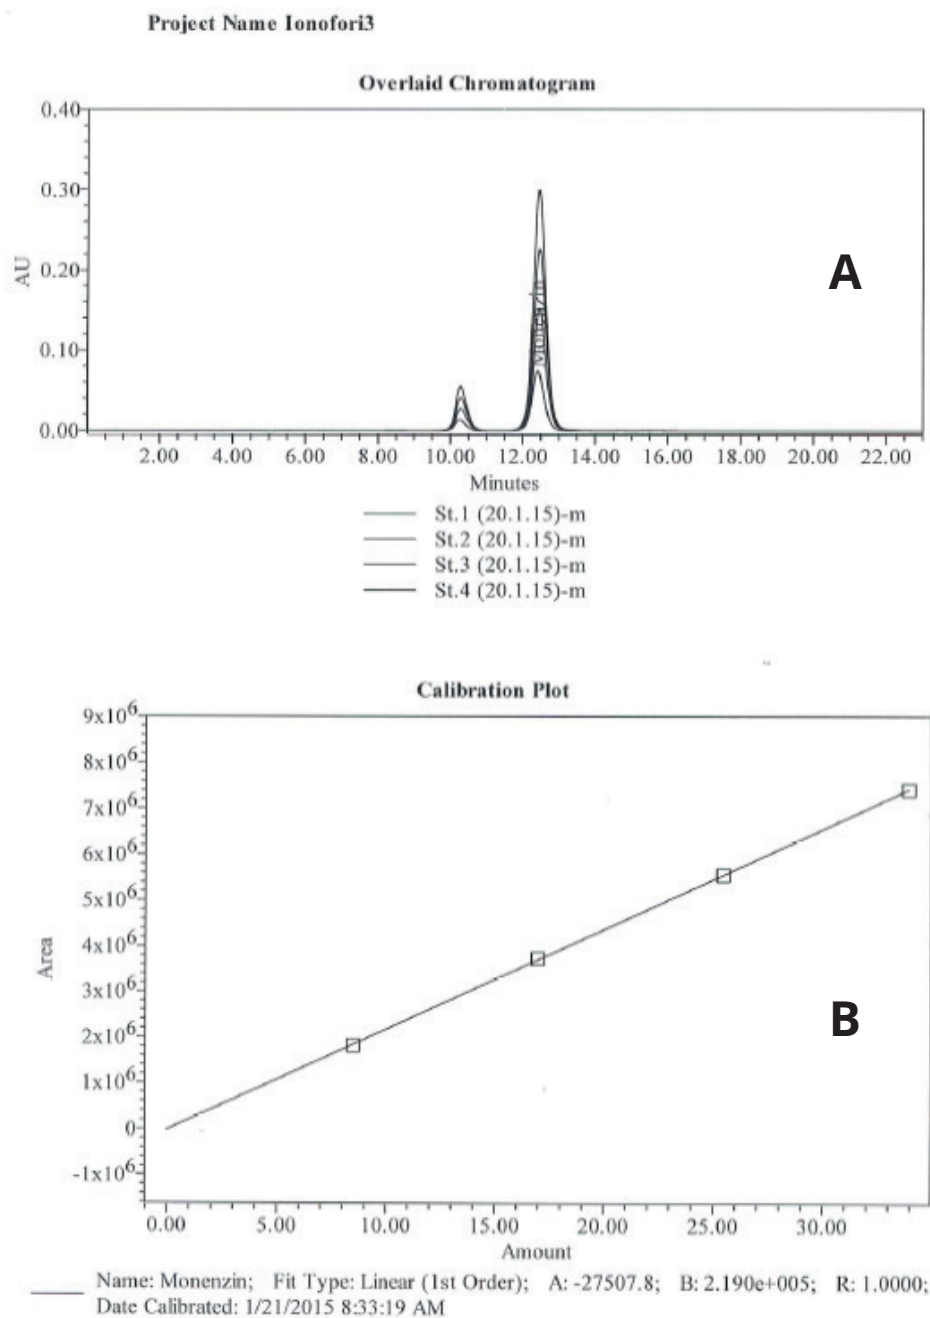 Project Name Ionofori3
Overlaid Chromatogram
0.40
0.30
0.20
0.10
0.00
AU
Monenzin
A
2.00 4.00 6.00 8.00 10.00 12.00 14.00 16.00 18.00 20.00 22.00
Minutes
St.1 (20.1.15)-m
St.2 (20.1.15)-m
St.3 (20.1.15)-m
St.4 (20.1.15)-m
Calibration Plot
9x10^6
8x10^6
7x10^6
6x10^6
5x10^6
4x10^6
3x10^6
2x10^6
1x10^6
0
-1x10^6
Area
B
0.00 5.00 10.00 15.00 20.00 25.00 30.00
Amount
Name: Monenzin; Fit Type: Linear (1st Order); A: -27507.8; B: 2.190e+005; R: 1.0000;
Date Calibrated: 1/21/2015 8:33:19 AM